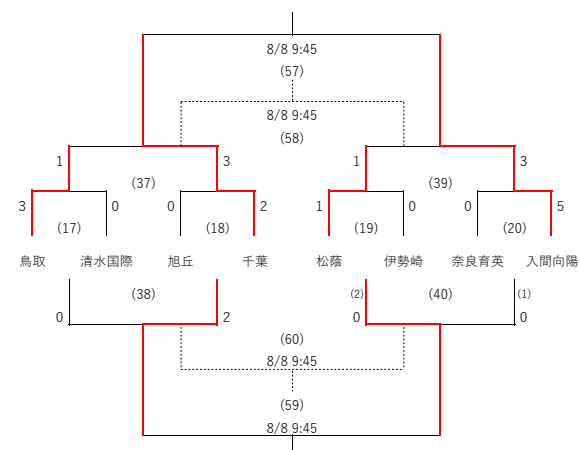 8/8 9:45
(57)
8/8 9:45
(58)
1 3 1 3
(37) (39)
3 0 0 2 1 0 0 5
(17) (18) (19) (20)
鳥取 清水国際 旭丘 千葉 松蔭 伊勢崎 奈良育英 入間向陽
(38) (2) (40) (1)
0 2 0 0
(60)
8/8 9:45
(59)
8/8 9:45